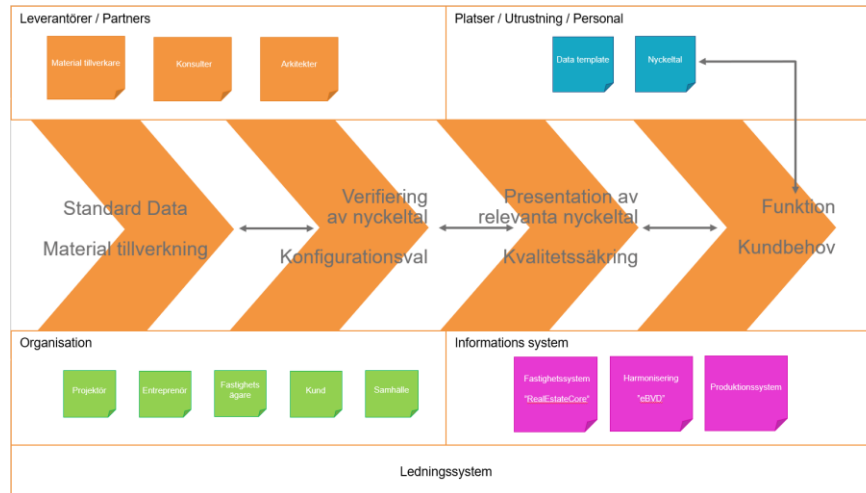 Leverantörer / Partners
Material tillverkare
Konsulter
Arkitekter
Platser / Utrustning / Personal
Data template
Nyckeltal
Standard Data
Material tillverkning
Verifiering
av nyckeltal
Konfigurationsval
Presentation av
relevanta nyckeltal
Kvalitetssäkring
Funktion
Kundbehov
Organisation
Projektör
Entreprenör
Fastighets
ägare
Kund
Samhälle
Informations system
Fastighetssystem
"RealEstateCore"
Harmonisering
"eBVD"
Produktionssystem
Ledningssystem